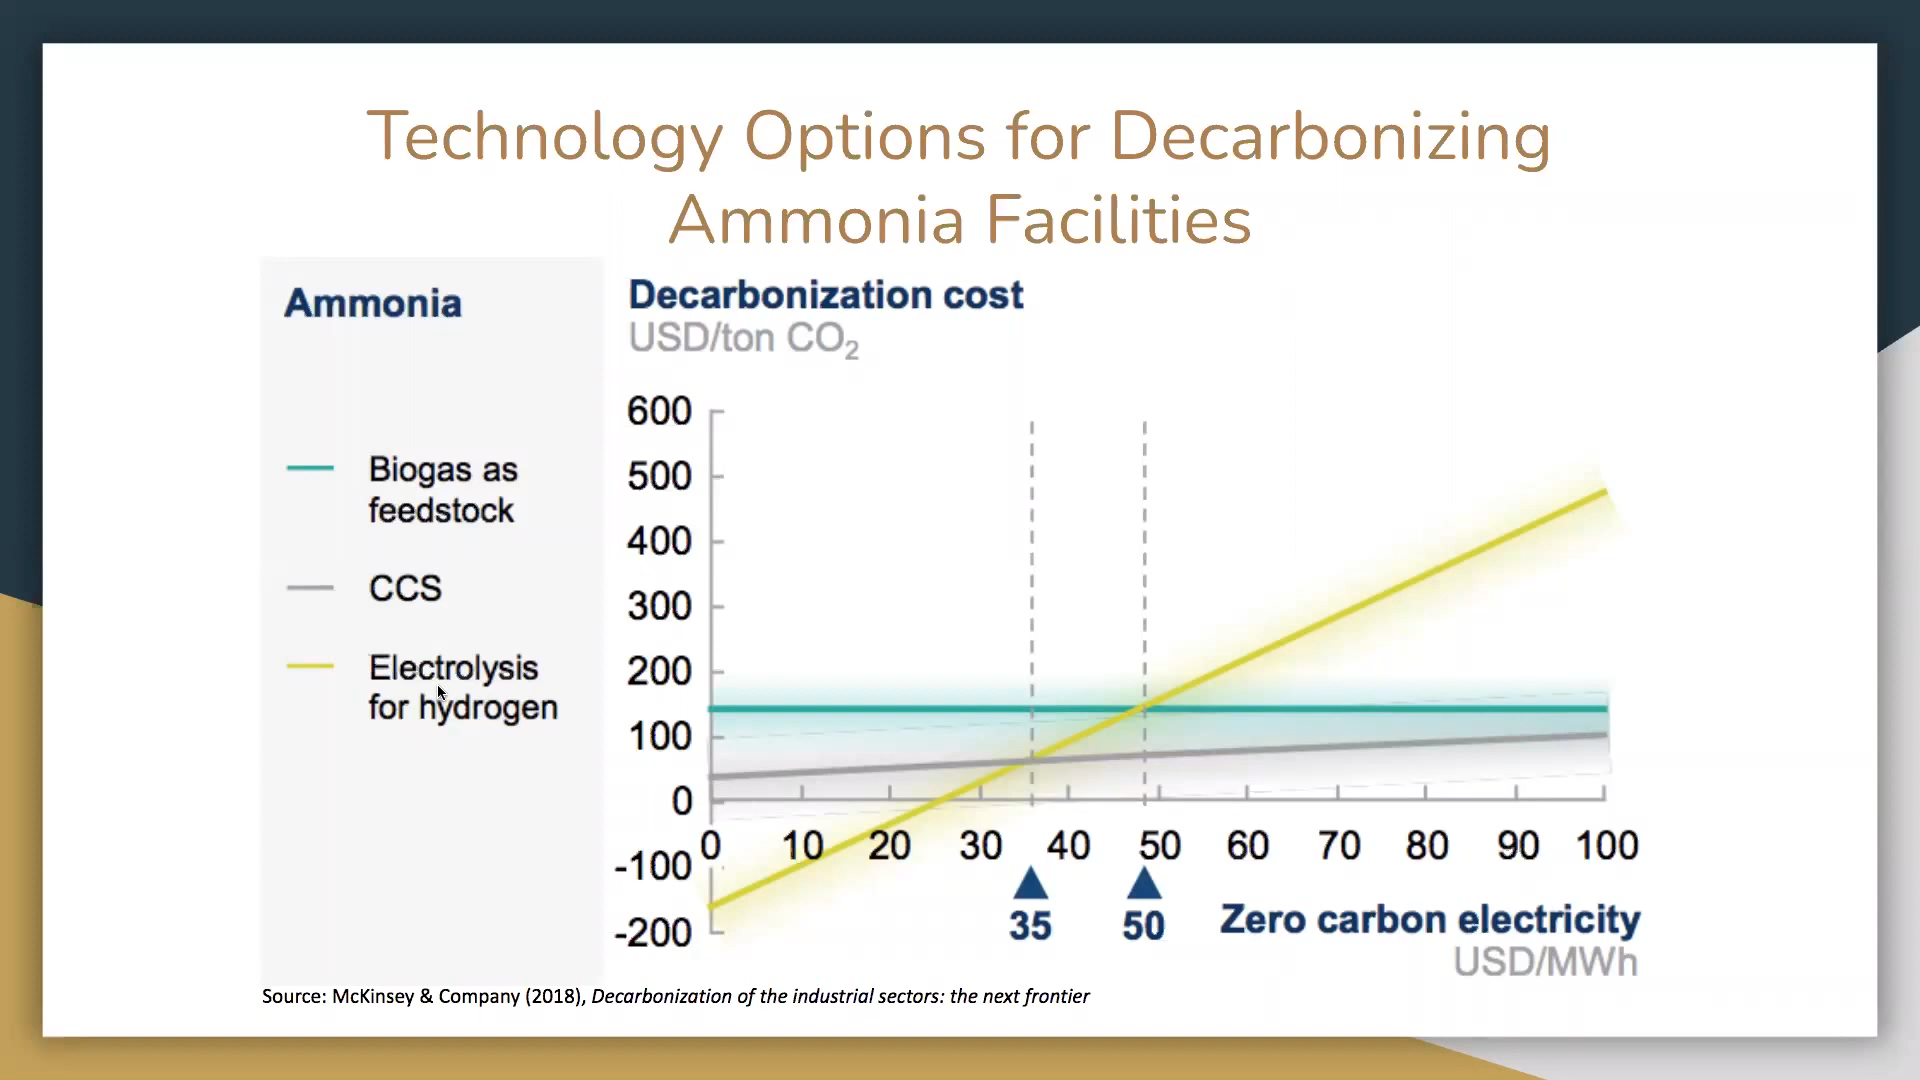 Technology Options for Decarbonizing
Ammonia Facilities
Ammonia
Biogas as
feedstock
CCS
Electrolysis
for hydrogen
Decarbonization cost
USD/ton CO₂
600
500
400
300
200
100
0
-100
-200
0 10 20 30 40 50 60 70 80 90 100
35 50
Zero carbon electricity
USD/MWh
Source: McKinsey & Company (2018), Decarbonization of the industrial sectors: the next frontier